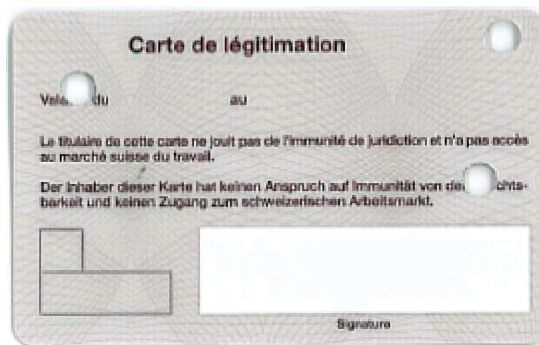 Carte de légitimation
du au
Le titulaire de cette carte ne jouit pas de l'immunité de juridiction et n'a pas accès
au marché suisse du travail.
Der Inhaber dieser Karte hat keinen Anspruch auf Immunität von der chts-
barkeit und keinen Zugang zum schweizerischen Arbeitsmarkt.
Signature